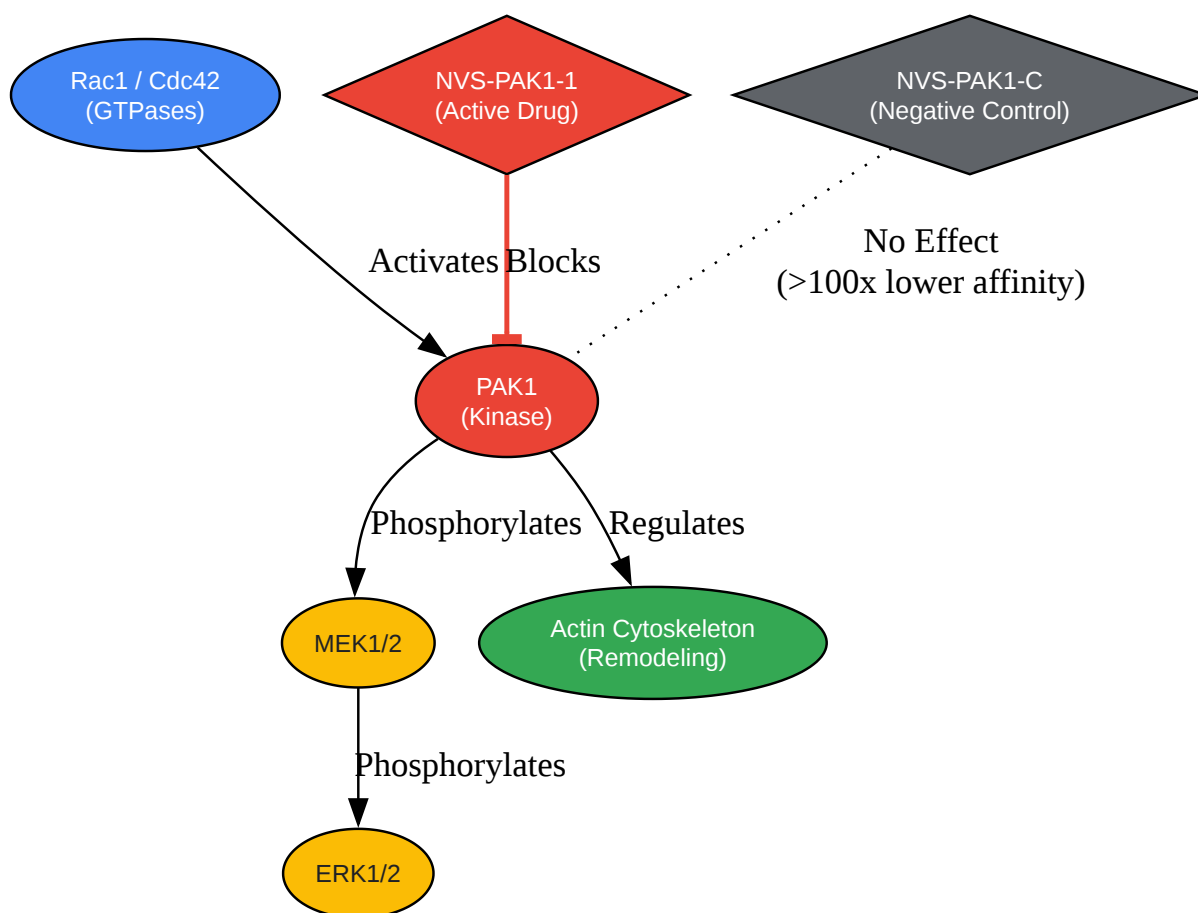 Rac1 / Cdc42
(GTPases)
NVS-PAK1-1
(Active Drug)
NVS-PAK1-C
(Negative Control)
Activates
Blocks
No Effect
(>100x lower affinity)
PAK1
(Kinase)
Phosphorylates
Regulates
MEK1/2
Actin Cytoskeleton
(Remodeling)
Phosphorylates
ERK1/2